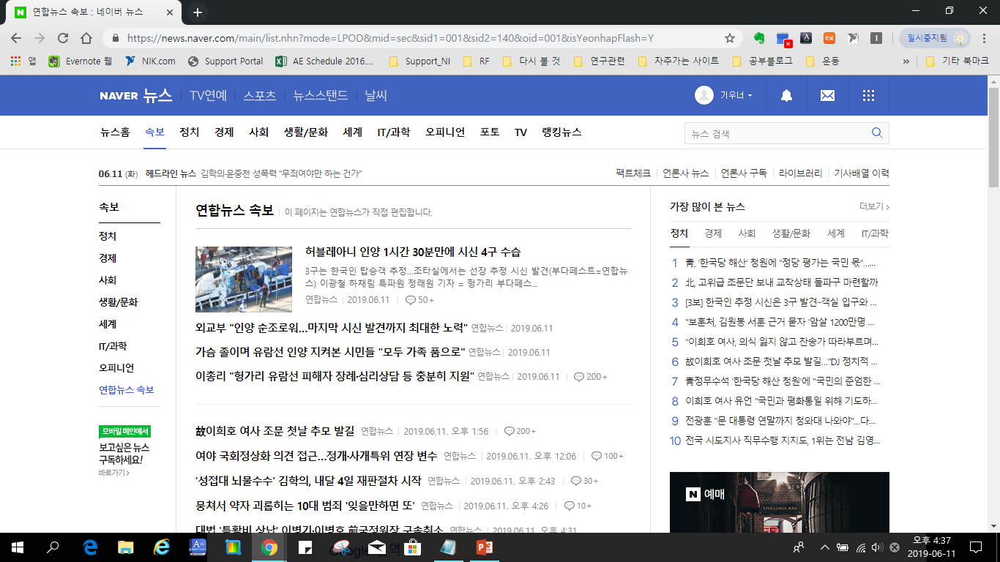 연합뉴스 속보 : 네이버 뉴스
https://news.naver.com/main/list.nhn?mode=LPOD&mid=sec&sid1=001&sid2=140&oid=001&isYeonhapFlash=Y
일시중지됨
앱 Evernote 웹 NIK.com Support Portal AE Schedule 2016.... Support_NI RF 다시 볼 것 연구관련 자주가는 사이트 공부블로그 운동 » 기타 북마크
NAVER 뉴스 TV연예 스포츠 뉴스스탠드 날씨
기우너
뉴스홈 속보 정치 경제 사회 생활/문화 세계 IT/과학 오피니언 포토 TV 랭킹뉴스
뉴스 검색
06.11 (화) 헤드라인 뉴스 김학의·윤중천 성폭력 "무죄여야만 하는 건가"
팩트체크 언론사 뉴스 언론사 구독 라이브러리 기사배열 이력
속보
정치
경제
사회
생활/문화
세계
IT/과학
오피니언
연합뉴스 속보
모바일 메인에서
보고싶은 뉴스
구독하세요!
바로가기 >
연합뉴스 속보 이 페이지는 연합뉴스가 직접 편집합니다.
허블레아니 인양 1시간 30분만에 시신 4구 수습
3구는 한국인 탑승객 추정…조타실에서는 선장 추정 시신 발견(부다페스트=연합뉴
스) 이광철 하채림 특파원 정래원 기자 = 헝가리 부다페스...
연합뉴스 2019.06.11 50+
외교부 "인양 순조로워…마지막 시신 발견까지 최대한 노력" 연합뉴스 2019.06.11
가슴 졸이며 유람선 인양 지켜본 시민들 "모두 가족 품으로" 연합뉴스 2019.06.11
이총리 "헝가리 유람선 피해자 장례·심리상담 등 충분히 지원" 연합뉴스 2019.06.11 200+
故이희호 여사 조문 첫날 추모 발길 연합뉴스 2019.06.11. 오후 1:56 200+
여야 국회정상화 의견 접근…정개·사개특위 연장 변수 연합뉴스 2019.06.11. 오후 12:06 100+
'성접대 뇌물수수' 김학의, 내달 4일 재판절차 시작 연합뉴스 2019.06.11. 오후 2:43 30+
뭉쳐서 약자 괴롭히는 10대 범죄 '잊을만하면 또' 연합뉴스 2019.06.11. 오후 4:26 10+
대법 '특활비 상납' 이병기·이병호 前국정원장 구속취소 연합뉴스 2019.06.11. 오후 4:31
가장 많이 본 뉴스 더보기 >
정치 경제 사회 생활/문화 세계 IT/과학
1 靑, '한국당 해산' 청원에 "정당 평가는 국민 몫"...
2 北, 고위급 조문단 보내 교착상태 돌파구 마련할까
3 [3보] 한국인 추정 시신은 3구 발견-객실 입구와 ...
4 "보훈처, 김원봉 서훈 근거 묻자 '암살 1200만명 ...
5 "이희호 여사, 의식 잃지 않고 찬송가 따라부르며...
6 故이희호 여사 조문 첫날 추모 발길..."DJ 정치적 ...
7 靑정무수석 '한국당 해산 청원'에 "국민의 준엄한 ...
8 이희호 여사 유언 "국민과 평화통일 위해 기도하...
9 전광훈 "문 대통령 연말까지 청와대 나와야"...다...
10 전국 시도지사 직무수행 지지도, 1위는 전남 김영...
N 예매
APOLLONIA BAR
오후 4:37
2019-06-11